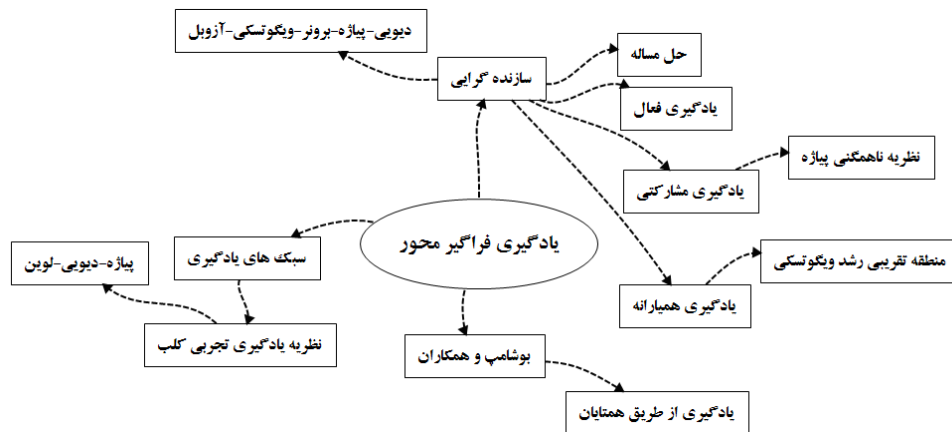 دیویی-پیاژه-برونر-ویگوتسکی-آزوبل
حل مساله
سازنده گرایی
یادگیری فعال
نظریه ناهمگنی پیاژه
یادگیری مشارکتی
یادگیری فراگیر محور
سبک های یادگیری
پیاژه-دیویی-لوین
منطقه تقریبی رشد ویگوتسکی
یادگیری همیارانه
نظریه یادگیری تجربی کلب
بوشامپ و همکاران
یادگیری از طریق همتایان